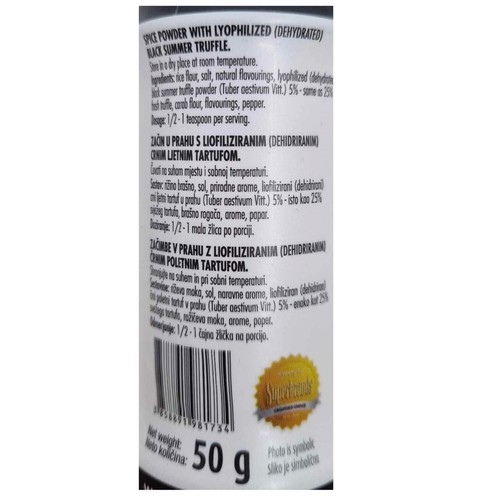 SPICE POWDER WITH LYOPHILIZED (DEHYDRATED)
BLACK SUMMER TRUFFLE.
Store in a dry place at room temperature.
Ingredients: rice flour, salt, natural flavourings, lyophilized (dehydrated)
black summer truffle powder (Tuber aestivum Vitt.) 5% - same as 25%
fresh truffle, carob flour, flavourings, pepper.
Dosage: 1/2 - 1 teaspoon per serving.
ZAČIN U PRAHU S LIOFILIZIRANIM (DEHIDRIRANIM)
CRNIM LJETNIM TARTUFOM.
Čuvati na suhom mjestu i sobnoj temperaturi.
Sastav: rižino brašno, sol, prirodne arome, liofilizirani (dehidrirani)
crni ljetni tartuf u prahu (Tuber aestivum Vitt.) 5% - isto kao 25%
svježeg tartufa, brašno rogača, arome, papar.
Doziranje: 1/2 - 1 mala žlica po porciji.
ZAČIMBE V PRAHU Z LIOFILIZIRANIM (DEHIDRIRANIM)
ČRNIM POLETNIM TARTUFOM.
Shranjujte na suhem in pri sobni temperaturi.
Sestavine: riževa moka, sol, naravne arome, liofiliziran (dehidriran)
črni poletni tartuf v prahu (Tuber aestivum Vitt.) 5% - enako kot 25%
svežega tartufa, rožičeva moka, arome, poper.
1/2 - 1 čajna žlička na porcijo.
Superbrands
Net weight:
Neto količina: 50 g
Photo is symbolic.
Slika je simbolična.